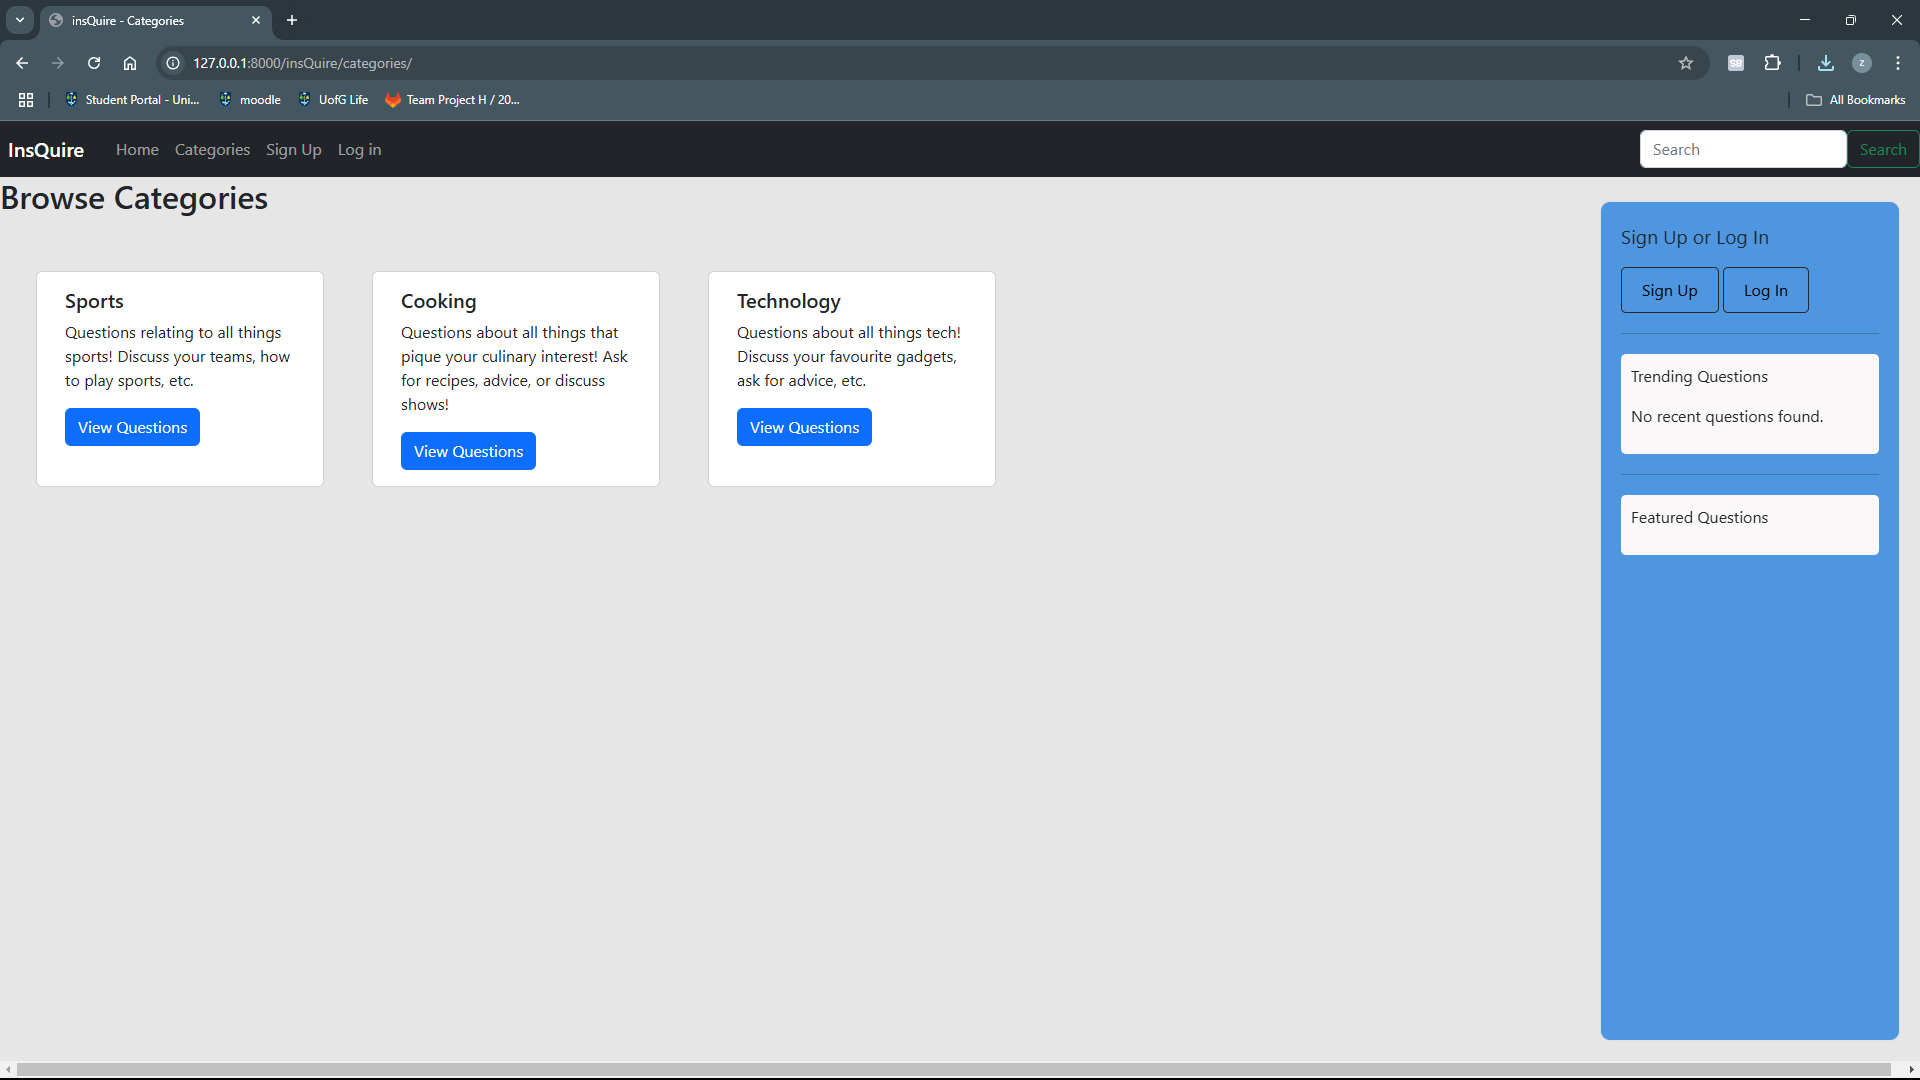 insQuire - Categories
127.0.0.1:8000/insQuire/categories/
SB
Z
Student Portal - Uni...
moodle
UofG Life
Team Project H / 20...
All Bookmarks
InsQuire
Home
Categories
Sign Up
Log in
Search
Search
Browse Categories
Sports
Questions relating to all things
sports! Discuss your teams, how
to play sports, etc.
View Questions
Cooking
Questions about all things that
pique your culinary interest! Ask
for recipes, advice, or discuss
shows!
View Questions
Technology
Questions about all things tech!
Discuss your favourite gadgets,
ask for advice, etc.
View Questions
Sign Up or Log In
Sign Up
Log In
Trending Questions
No recent questions found.
Featured Questions